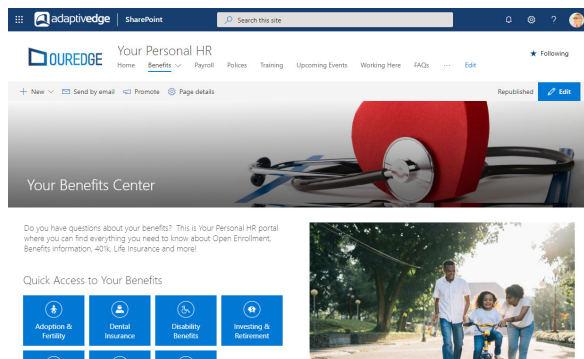 adaptivedge SharePoint Search this site ?
OUREDGE
Your Personal HR
Home Benefits Payroll Polices Training Upcoming Events Working Here FAQs ... Edit
Following
New Send by email Promote Page details Republished Edit
Your Benefits Center
Do you have questions about your benefits? This is Your Personal HR portal
where you can find everything you need to know about Open Enrollment,
Benefits Information, 401k, Life Insurance and more!
Quick Access to Your Benefits
Adoption &
Fertility
Dental
Insurance
Disability
Benefits
Investing &
Retirement